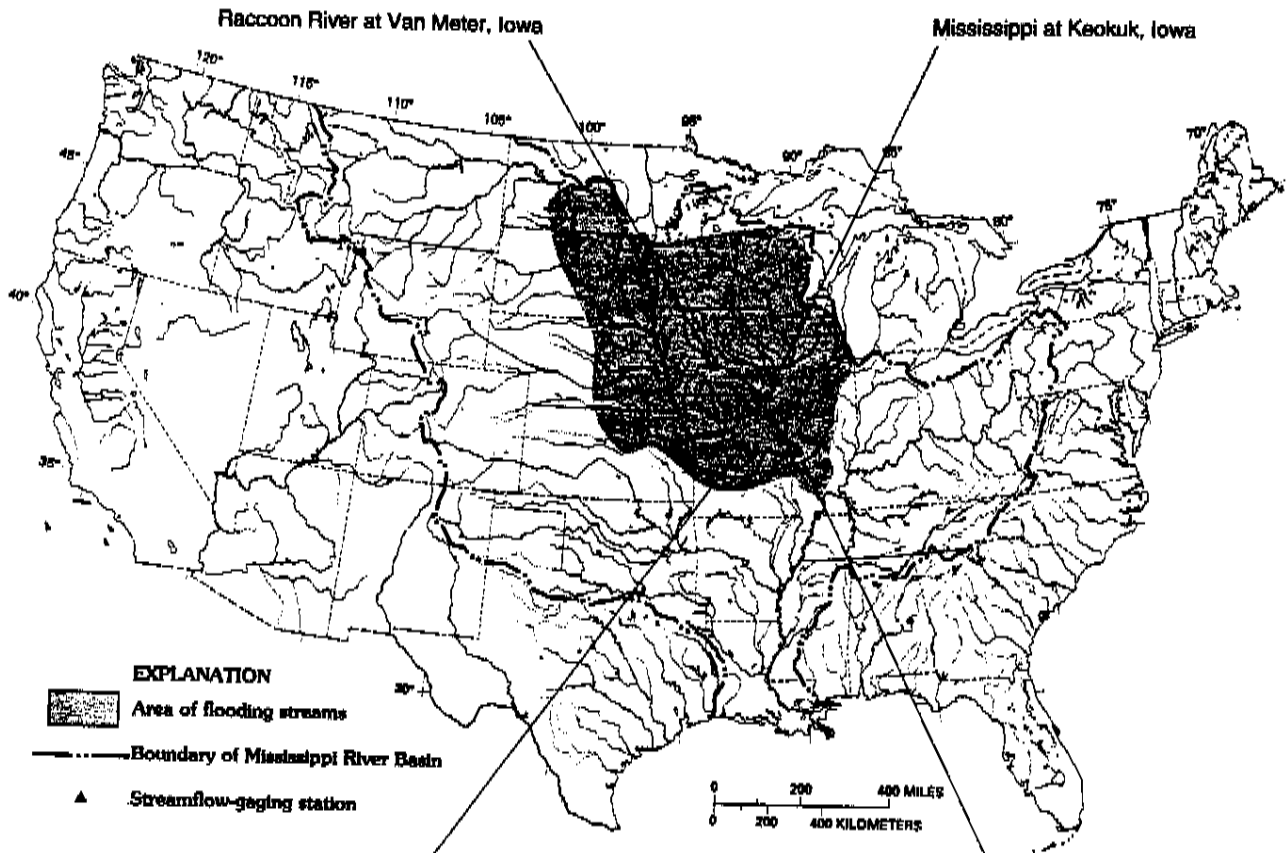 Raccoon River at Van Meter, Iowa
Mississippi at Keokuk, Iowa
120°
115°
110°
105°
100°
95°
90°
85°
80°
75°
70°
45°
40°
35°
30°
EXPLANATION
Area of flooding streams
Boundary of Mississippi River Basin
Streamflow-gaging station
0 200 400 MILES
0 200 400 KILOMETERS